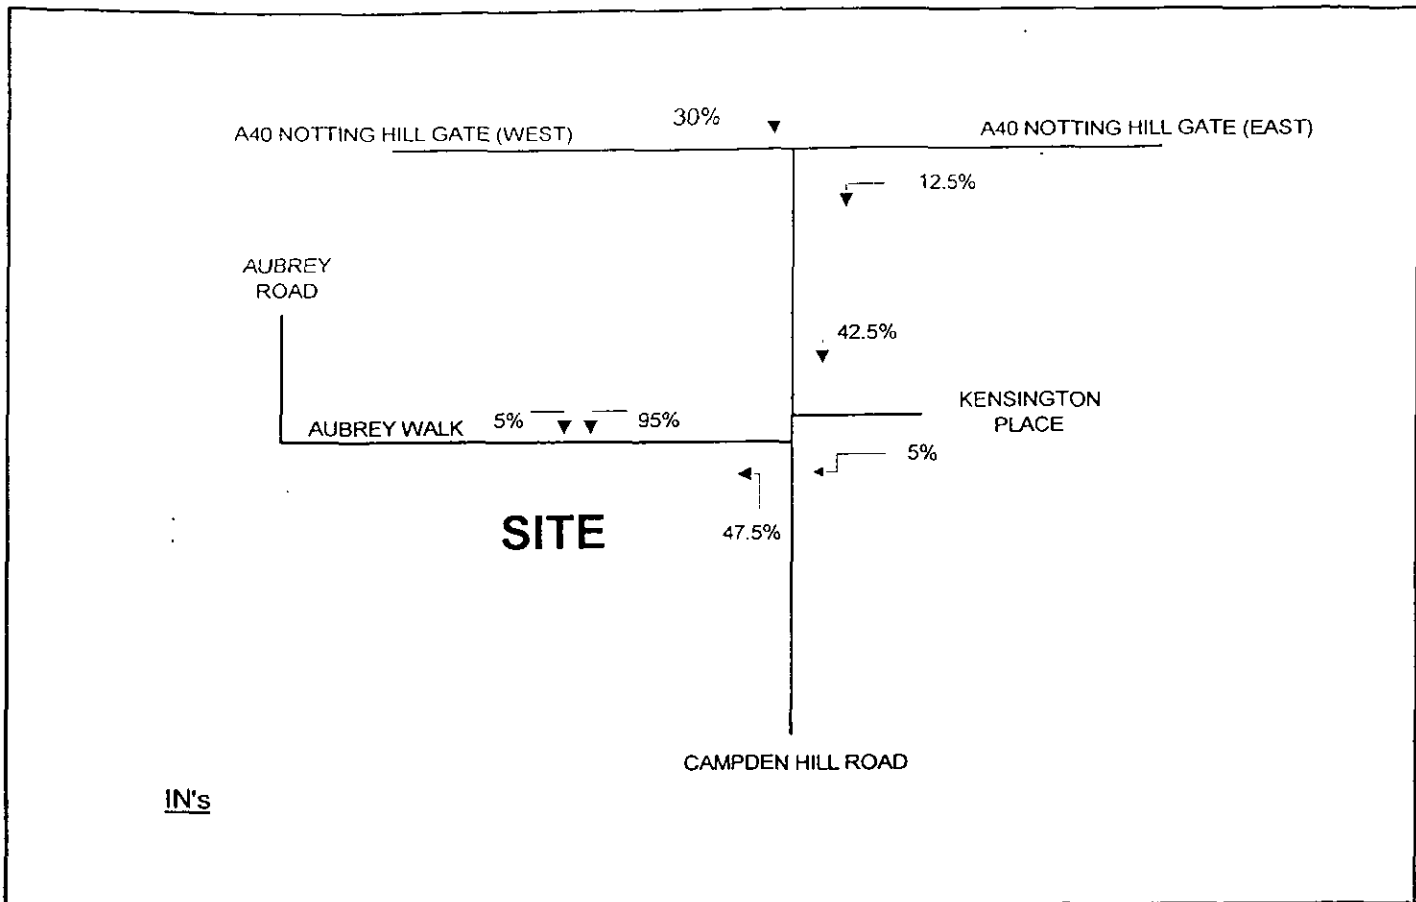 30%
A40 NOTTING HILL GATE (WEST)
A40 NOTTING HILL GATE (EAST)
12.5%
AUBREY
ROAD
42.5%
KENSINGTON
PLACE
AUBREY WALK
5%
95%
5%
SITE
47.5%
CAMPDEN HILL ROAD
IN's